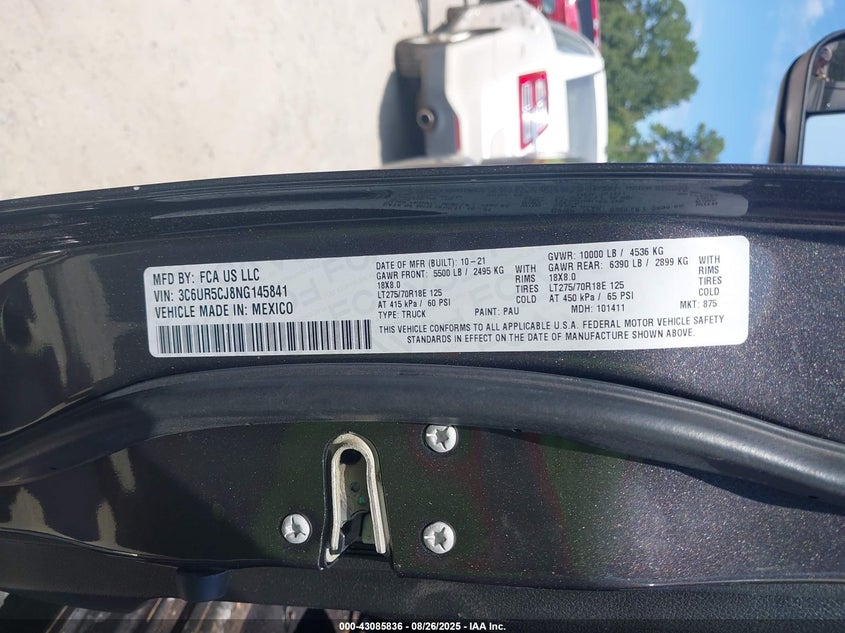 MFD BY: FCA US LLC
VIN: 3C6UR5CJ8NG145841
VEHICLE MADE IN: MEXICO
DATE OF MFR (BUILT): 10-21
GAWR FRONT: 5500 LB / 2495 KG
18X8.0 WITH RIMS
LT275/70R18E 125 TIRES
AT 415 kPa / 60 PSI COLD
TYPE: TRUCK PAINT: PAU
GVWR: 10000 LB / 4536 KG
GAWR REAR: 6390 LB / 2899 KG
18X8.0 WITH RIMS
LT275/70R18E 125 TIRES
AT 450 kPa / 65 PSI COLD
MDH: 101411 MKT: 875
THIS VEHICLE CONFORMS TO ALL APPLICABLE U.S.A. FEDERAL MOTOR VEHICLE SAFETY
STANDARDS IN EFFECT ON THE DATE OF MANUFACTURE SHOWN ABOVE.
©-43085836 - 08/26/2025 - IAA Inc.